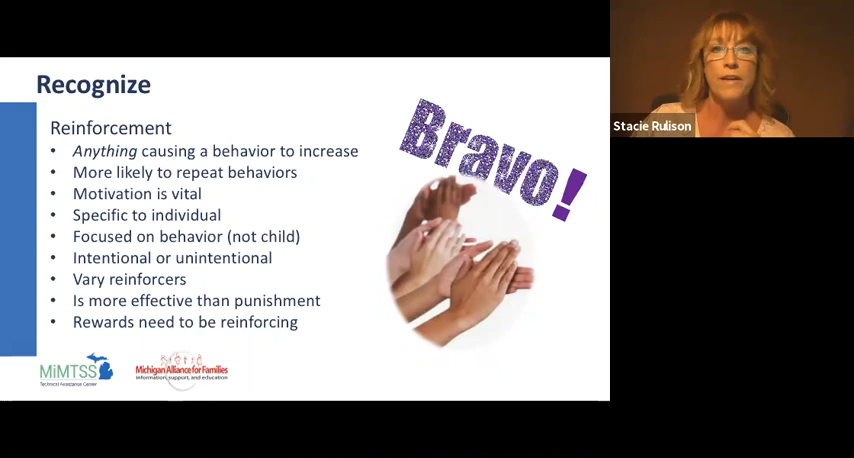 Recognize
Reinforcement
• Anything causing a behavior to increase
• More likely to repeat behaviors
• Motivation is vital
• Specific to individual
• Focused on behavior (not child)
• Intentional or unintentional
• Vary reinforcers
• Is more effective than punishment
• Rewards need to be reinforcing
Bravo!
MiMTSS
Technical Assistance Center
Michigan Alliance for Families
information, support, and education
Stacie Rulison